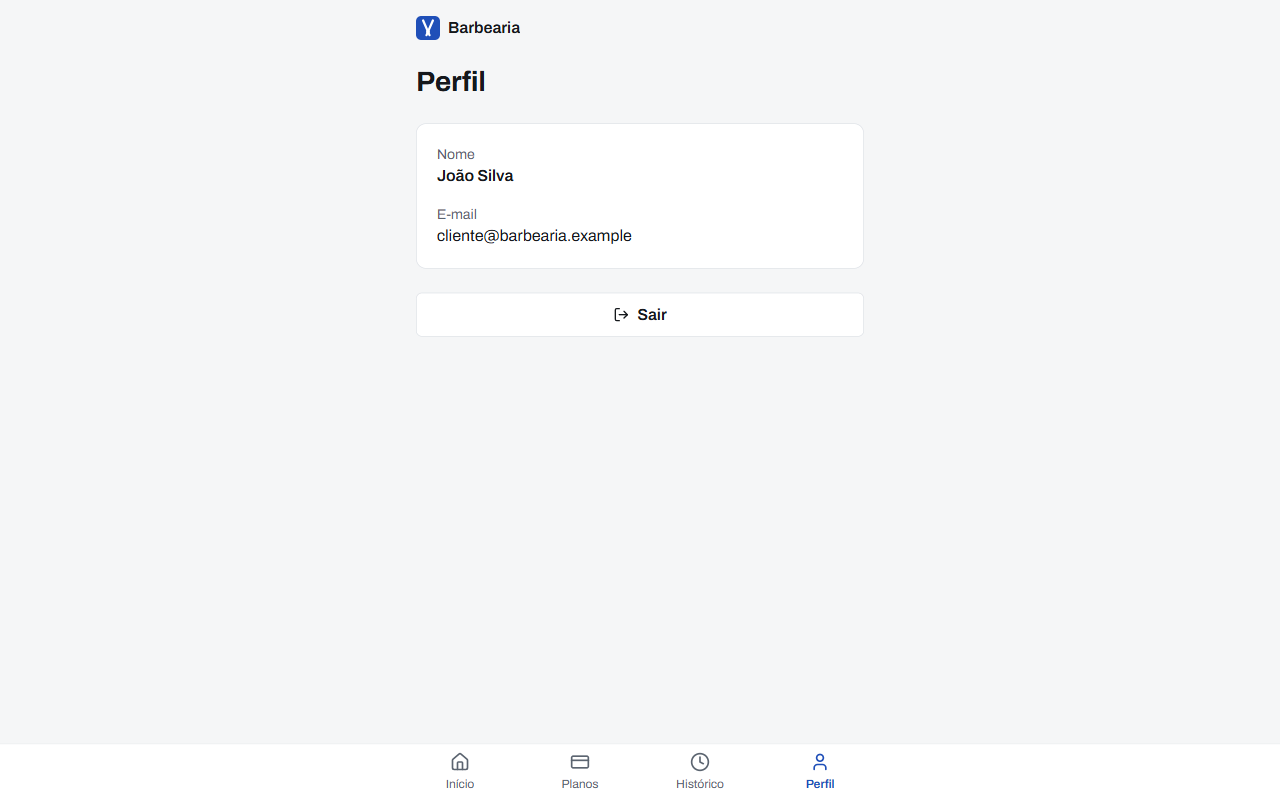 Barbearia
Perfil
Nome
João Silva
E-mail
cliente@barbearia.example
Sair
Início
Planos
Histórico
Perfil